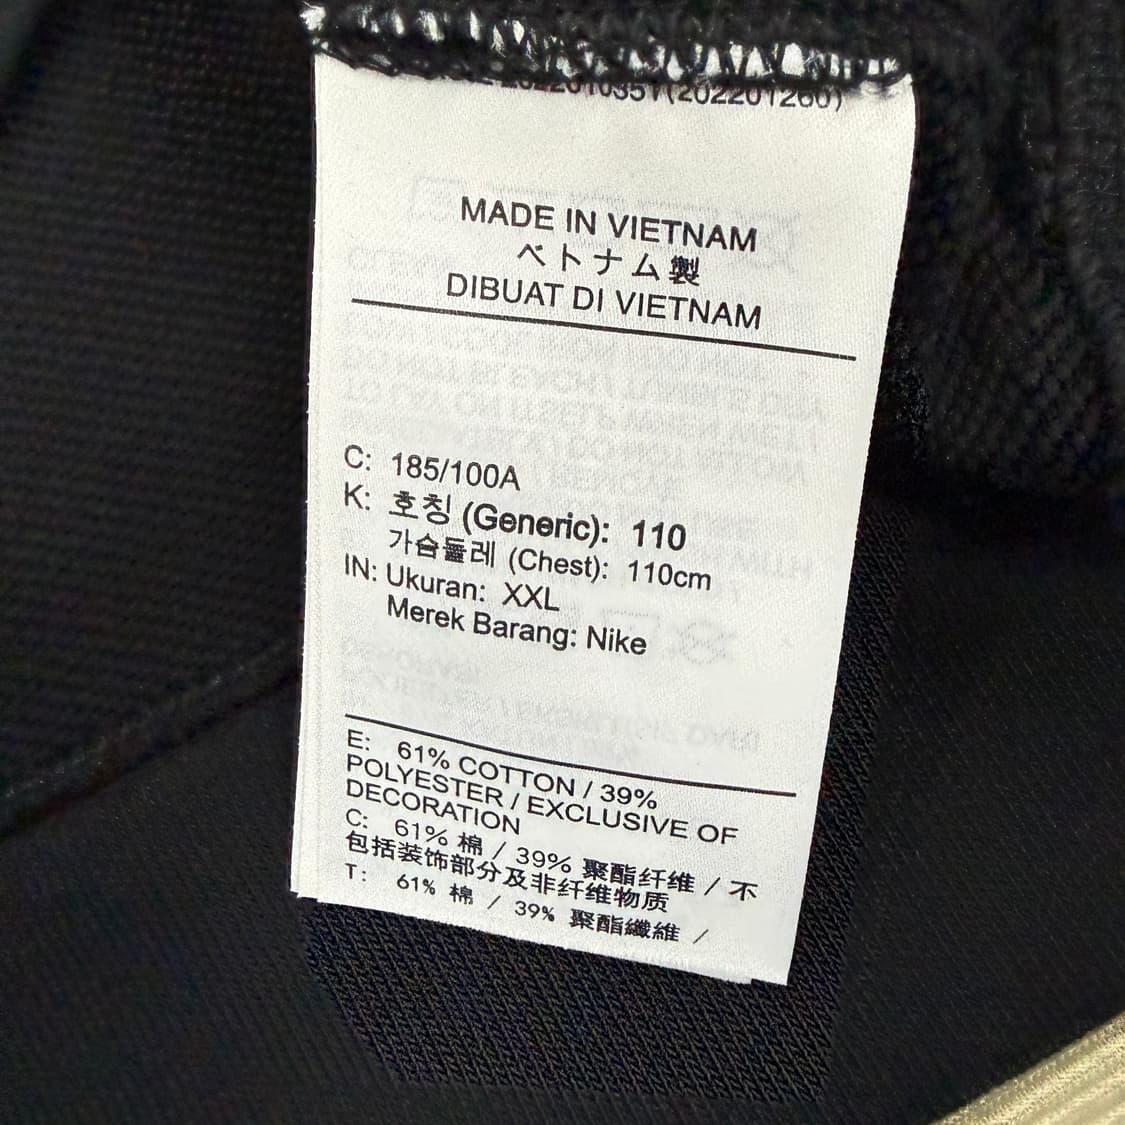 2022010351(202201260)
MADE IN VIETNAM
ベトナム製
DIBUAT DI VIETNAM
C: 185/100A
K: 호칭 (Generic): 110
가슴둘레 (Chest): 110cm
IN: Ukuran: XXL
Merek Barang: Nike
E: 61% COTTON / 39%
POLYESTER / EXCLUSIVE OF
DECORATION
C: 61% 棉 / 39% 聚酯纤维 / 不
包括装饰部分及非纤维物质
T: 61% 棉 / 39% 聚酯纖維 /